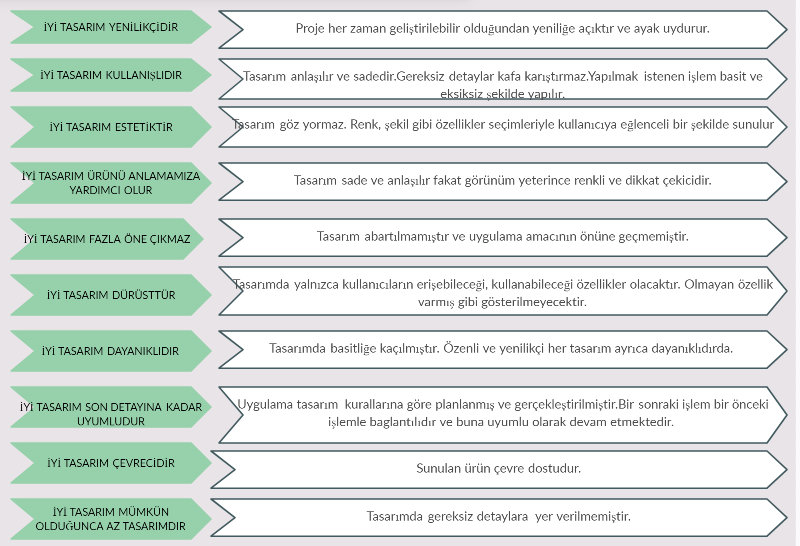 İYİ TASARIM YENİLİKÇİDİR
Proje her zaman geliştirilebilir olduğundan yeniliğe açıktır ve ayak uydurur.
İYİ TASARIM KULLANIŞLIDIR
Tasarım anlaşılır ve sadedir.Gereksiz detaylar kafa karıştırmaz.Yapılmak istenen işlem basit ve
eksiksiz şekilde yapılır.
İYİ TASARIM ESTETİKTİR
Tasarım göz yormaz. Renk, şekil gibi özellikler seçimleriyle kullanıcıya eğlenceli bir şekilde sunulur
İYİ TASARIM ÜRÜNÜ ANLAMAMIZA
YARDIMCI OLUR
Tasarım sade ve anlaşılır fakat görünüm yeterince renkli ve dikkat çekicidir.
İYİ TASARIM FAZLA ÖNE ÇIKMAZ
Tasarım abartılmamıştır ve uygulama amacının önüne geçmemiştir.
İYİ TASARIM DÜRÜSTTÜR
Tasarımda yalnızca kullanıcıların erişebileceği, kullanabileceği özellikler olacaktır. Olmayan özellik
varmış gibi gösterilmeyecektir.
İYİ TASARIM DAYANIKLIDIR
Tasarımda basitliğe kaçılmıştır. Özenli ve yenilikçi her tasarım ayrıca dayanıklıdırda.
İYİ TASARIM SON DETAYINA KADAR
UYUMLUDUR
Uygulama tasarım kurallarına göre planlanmış ve gerçekleştirilmiştir.Bir sonraki işlem bir önceki
işlemle baglantılıdır ve buna uyumlu olarak devam etmektedir.
İYİ TASARIM ÇEVRECİDİR
Sunulan ürün çevre dostudur.
İYİ TASARIM MÜMKÜN
OLDUĞUNCA AZ TASARIMDIR
Tasarımda gereksiz detaylara yer verilmemiştir.